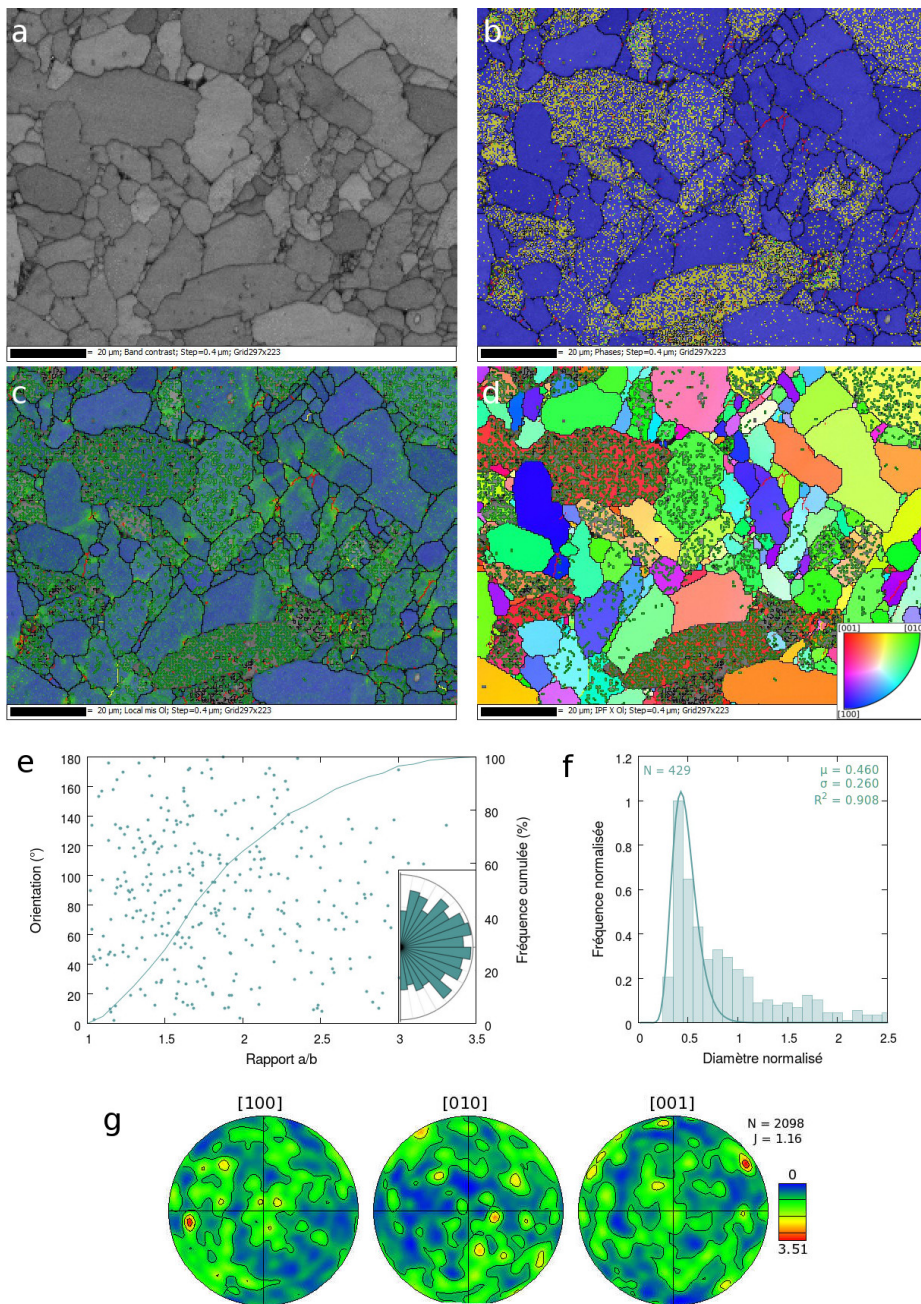 a
b
= 20 µm; Band contrast; Step=0.4 µm; Grid297x223
= 20 µm; Phases; Step=0.4 µm; Grid297x223
c
d
[001] [010]
[100]
= 20 µm; Local mis Ol; Step=0.4 µm; Grid297x223
= 20 µm; IPF X Ol; Step=0.4 µm; Grid297x223
e
180
160
140
120
100
80
60
40
20
0
Orientation (°)
1 1.5 2 2.5 3 3.5
Rapport a/b
100
80
60
40
20
0
Fréquence cumulée (%)
f
N = 429
µ = 0.460
σ = 0.260
R² = 0.908
1.2
1
0.8
0.6
0.4
0.2
0
Fréquence normalisée
0 0.5 1 1.5 2 2.5
Diamètre normalisé
g
[100] [010] [001]
N = 2098
J = 1.16
0
3.51